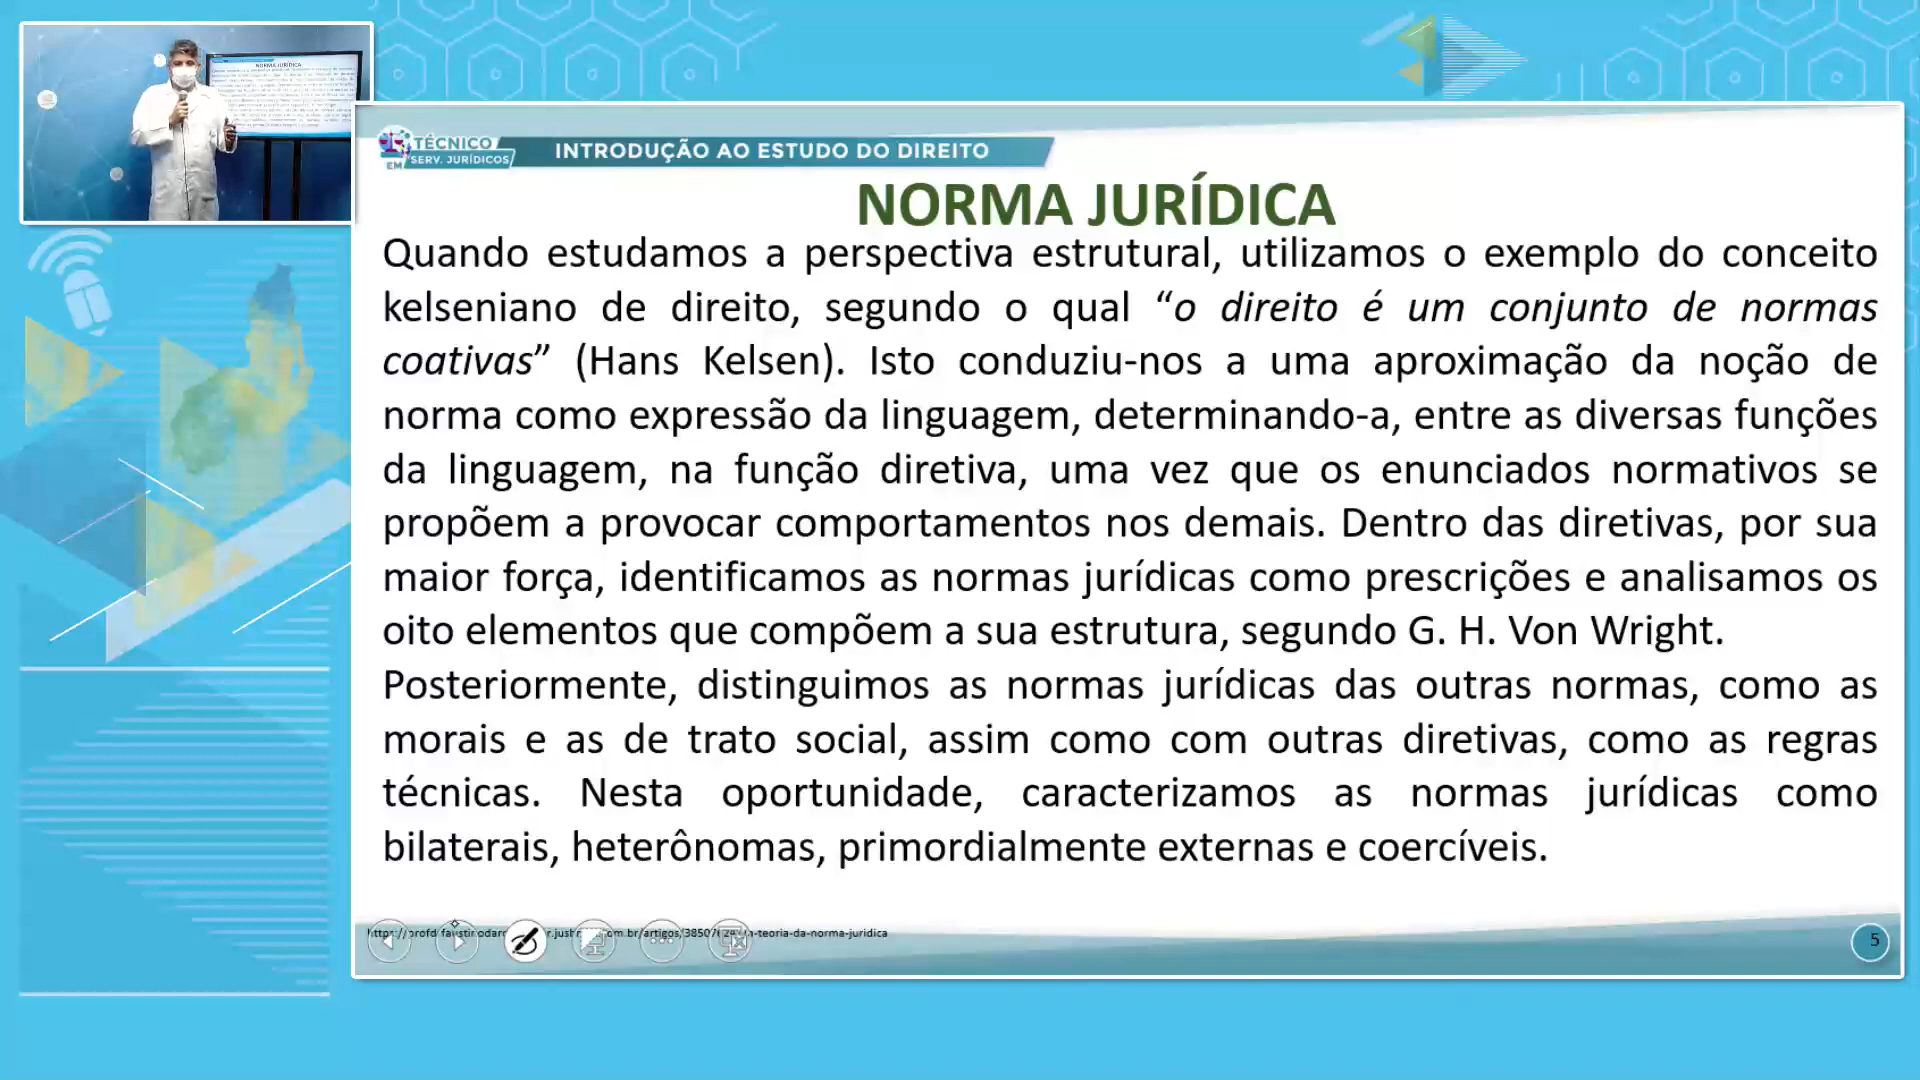 TÉCNICO
EM SERV. JURÍDICOS
INTRODUÇÃO AO ESTUDO DO DIREITO
NORMA JURÍDICA
Quando estudamos a perspectiva estrutural, utilizamos o exemplo do conceito
kelseniano de direito, segundo o qual “o direito é um conjunto de normas
coativas” (Hans Kelsen). Isto conduziu-nos a uma aproximação da noção de
norma como expressão da linguagem, determinando-a, entre as diversas funções
da linguagem, na função diretiva, uma vez que os enunciados normativos se
propõem a provocar comportamentos nos demais. Dentro das diretivas, por sua
maior força, identificamos as normas jurídicas como prescrições e analisamos os
oito elementos que compõem a sua estrutura, segundo G. H. Von Wright.
Posteriormente, distinguimos as normas jurídicas das outras normas, como as
morais e as de trato social, assim como com outras diretivas, como as regras
técnicas. Nesta oportunidade, caracterizamos as normas jurídicas como
bilaterais, heterônomas, primordialmente externas e coercíveis.
5